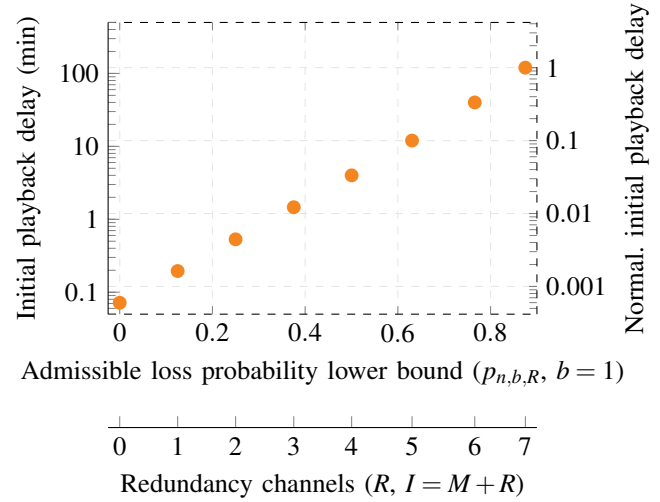 Initial playback delay (min)
100
10
1
0.1
Normal. initial playback delay
1
0.1
0.01
0.001
0 0.2 0.4 0.6 0.8
Admissible loss probability lower bound (p_{n,b,R}, b = 1)
0 1 2 3 4 5 6 7
Redundancy channels (R, I = M + R)